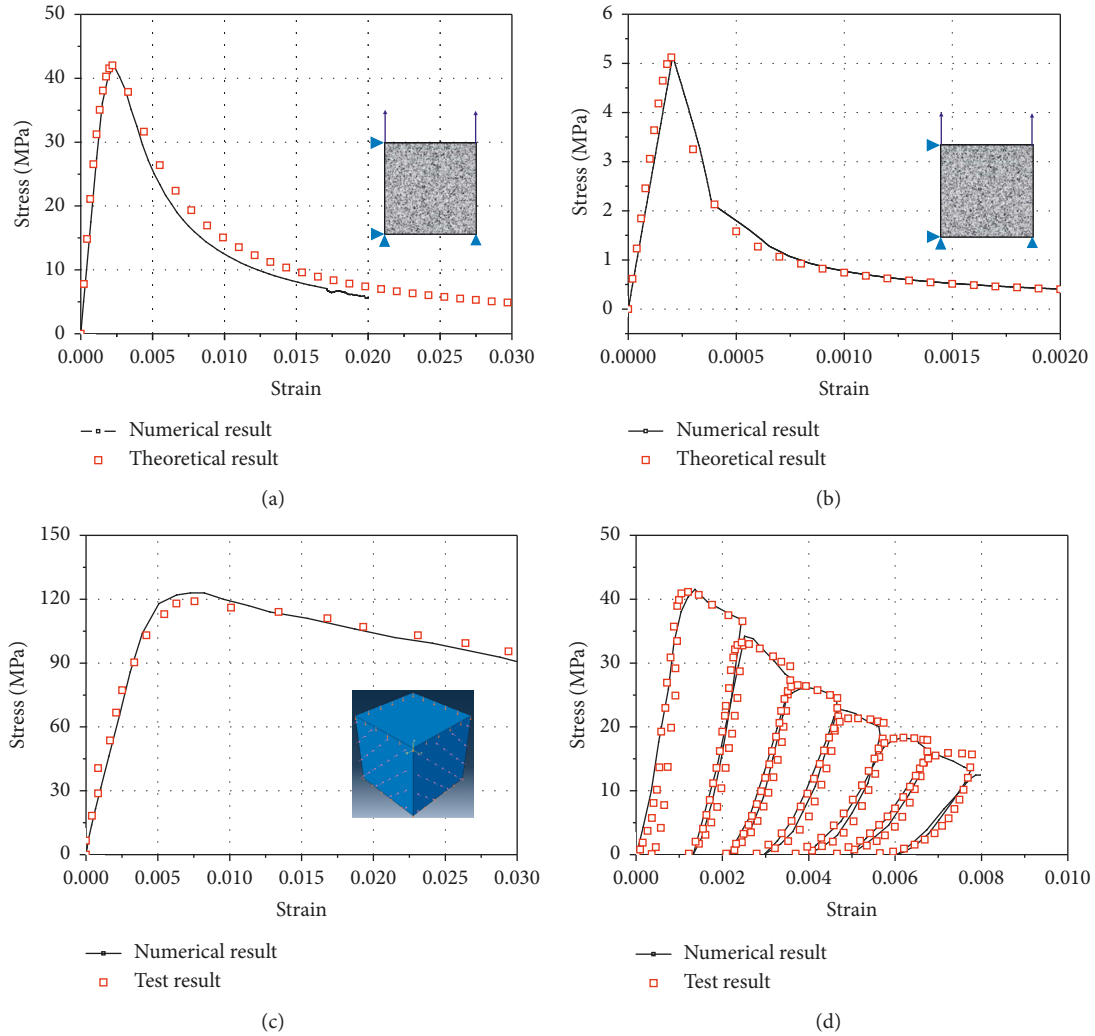 50
40
30
20
10
0
Stress (MPa)
0.000 0.005 0.010 0.015 0.020 0.025 0.030
Strain
Numerical result
Theoretical result
(a)
6
5
4
3
2
1
0
Stress (MPa)
0.0000 0.0005 0.0010 0.0015 0.0020
Strain
Numerical result
Theoretical result
(b)
150
120
90
60
30
0
Stress (MPa)
0.000 0.005 0.010 0.015 0.020 0.023 0.030
Strain
Numerical result
Test result
(c)
50
40
30
20
10
0
Stress (MPa)
0.000 0.002 0.004 0.006 0.008 0.010
Strain
Numerical result
Test result
(d)